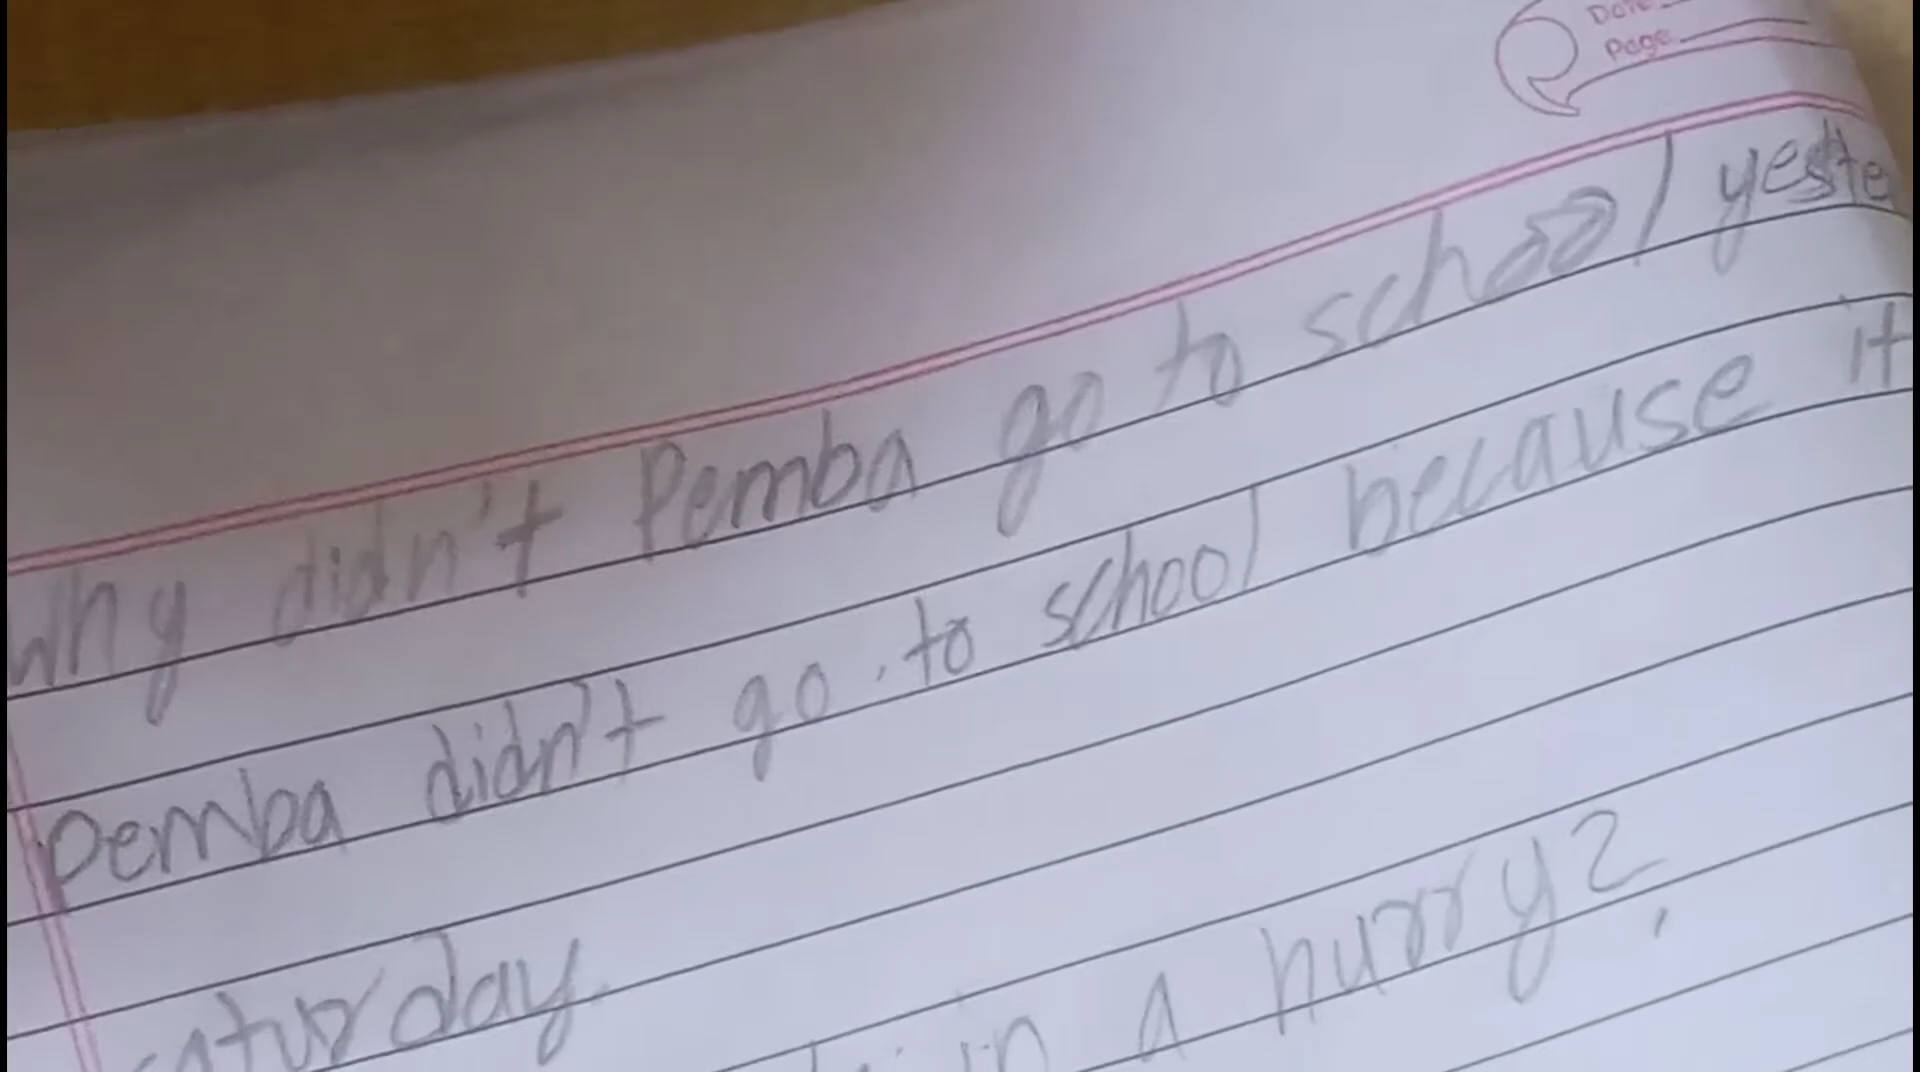 Date
Page
Why didn't Pemba go to school yeste
pemba didn't go to school because it
aturday.
in a hurry?